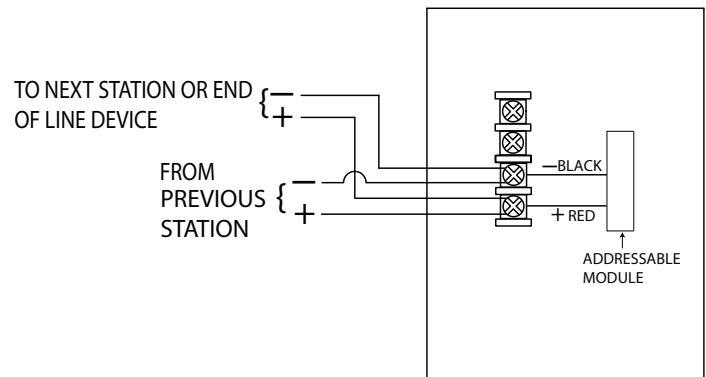 TO NEXT STATION OR END
OF LINE DEVICE
{
−
+
FROM
PREVIOUS
STATION
{
−
+
−BLACK
+ RED
ADDRESSABLE
MODULE